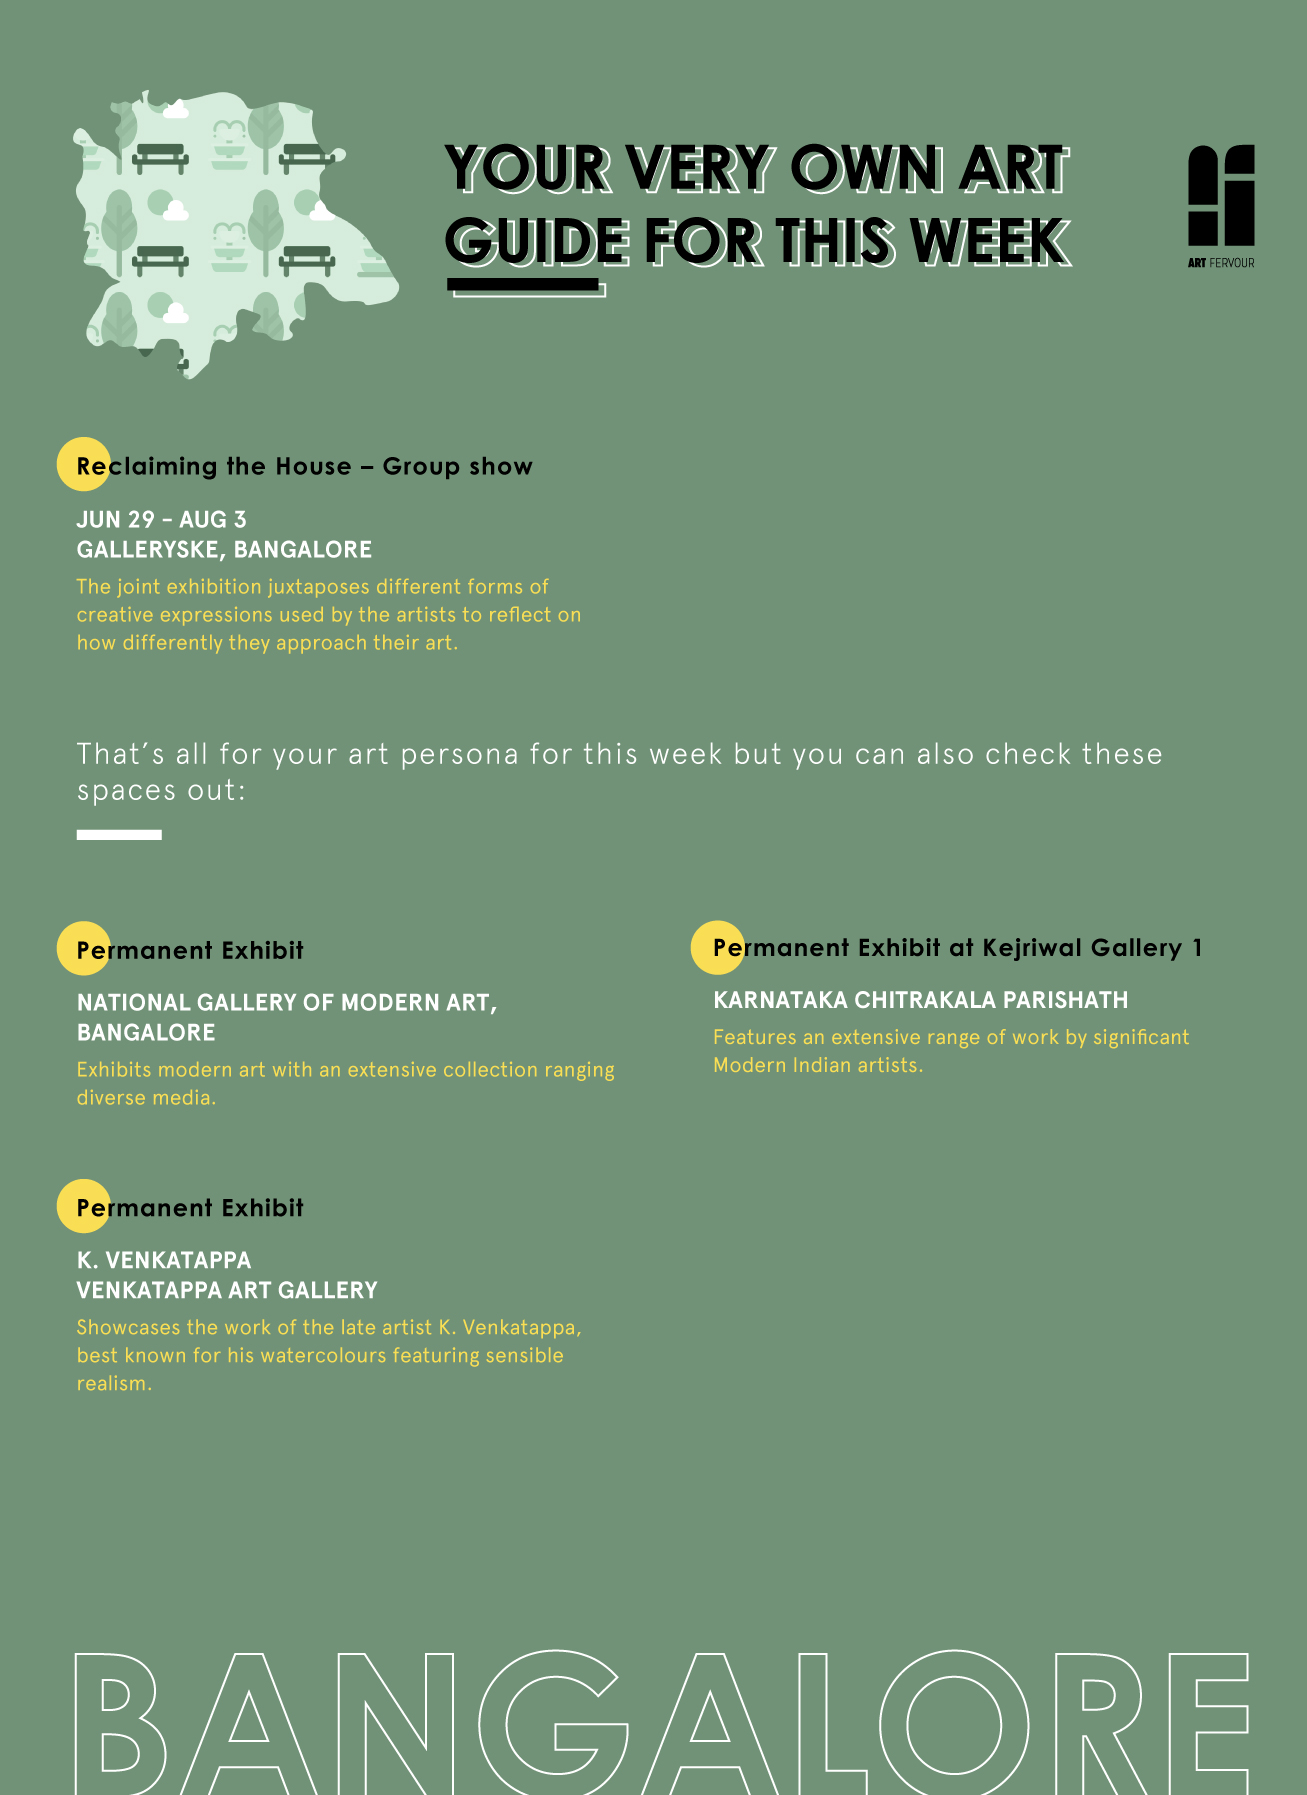 YOUR VERY OWN ART
GUIDE FOR THIS WEEK
ART FERVOUR
Reclaiming the House – Group show
JUN 29 - AUG 3
GALLERYSKE, BANGALORE
The joint exhibition juxtaposes different forms of
creative expressions used by the artists to reflect on
how differently they approach their art.
That's all for your art persona for this week but you can also check these
spaces out:
Permanent Exhibit
NATIONAL GALLERY OF MODERN ART,
BANGALORE
Exhibits modern art with an extensive collection ranging
diverse media.
Permanent Exhibit at Kejriwal Gallery 1
KARNATAKA CHITRAKALA PARISHATH
Features an extensive range of work by significant
Modern Indian artists.
Permanent Exhibit
K. VENKATAPPA
VENKATAPPA ART GALLERY
Showcases the work of the late artist K. Venkatappa,
best known for his watercolours featuring sensible
realism.
BANGALORE